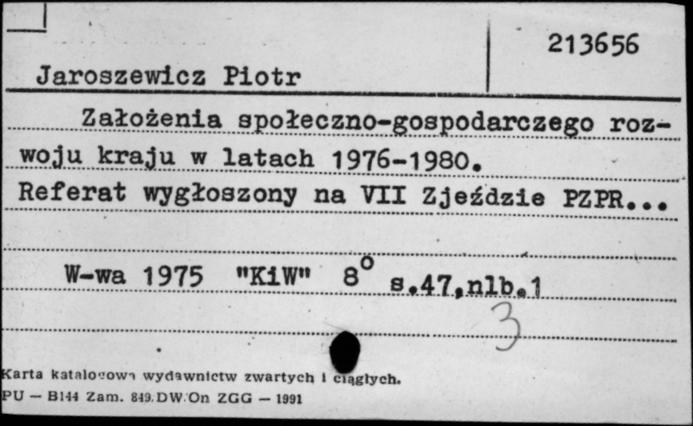 213656
Jaroszewicz Piotr
Założenia społeczno-gospodarczego roz-
woju kraju w latach 1976-1980.
Referat wygłoszony na VII Zjeździe PZPR...
W-wa 1975 "KiW" 8° s.47,nlb.1
3
Karta katalogowa wydawnictw zwartych i ciągłych.
PU — B144 Zam. 849.DW.On ZGG — 1991